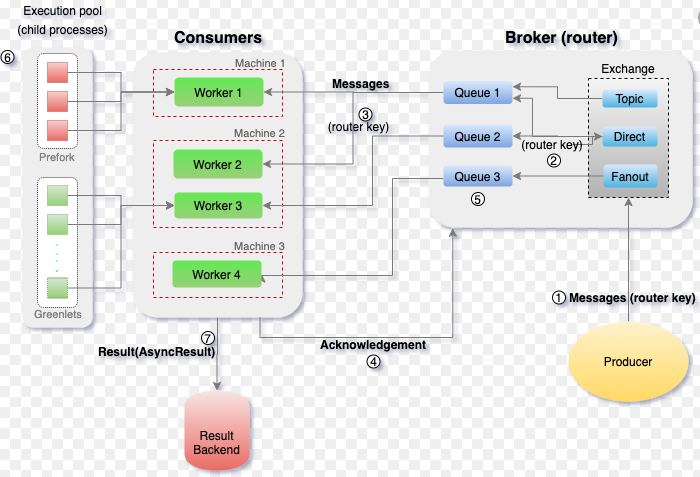 Execution pool
(child processes)
⑥
Prefork
Greenlets
Consumers
Machine 1
Worker 1
Machine 2
Worker 2
Worker 3
Machine 3
Worker 4
Messages
③
(router key)
Broker (router)
Queue 1
Queue 2
Queue 3
⑤
Exchange
Topic
Direct
Fanout
(router key)
②
① Messages (router key)
Producer
Acknowledgement
④
⑦
Result(AsyncResult)
Result
Backend